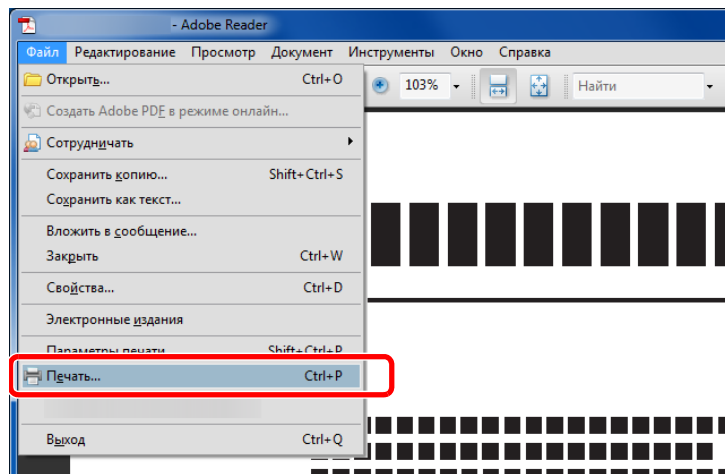 - Adobe Reader
Файл Редактирование Просмотр Документ Инструменты Окно Справка
Открыть... Ctrl+O
103%
Найти
Создать Adobe PDF в режиме онлайн...
Сотрудничать
Сохранить копию... Shift+Ctrl+S
Сохранить как текст...
Вложить в сообщение...
Закрыть Ctrl+W
Свойства... Ctrl+D
Электронные издания
Параметры печати... Shift+Ctrl+P
Печать... Ctrl+P
Выход Ctrl+Q